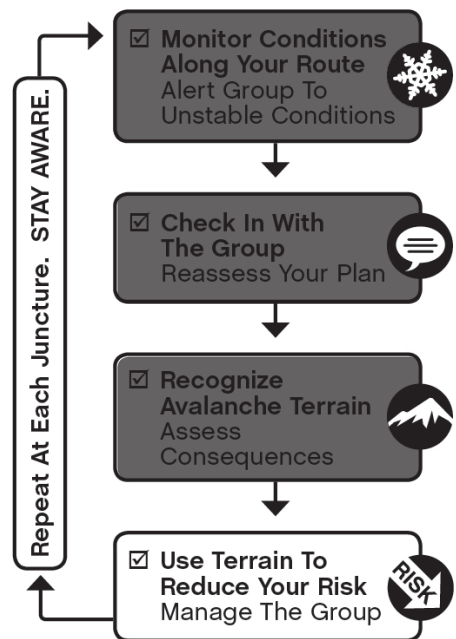 ☑ Monitor Conditions
Along Your Route
Alert Group To
Unstable Conditions
☑ Check In With
The Group
Reassess Your Plan
☑ Recognize
Avalanche Terrain
Assess
Consequences
☑ Use Terrain To
Reduce Your Risk
Manage The Group
RISK
Repeat At Each Juncture. STAY AWARE.